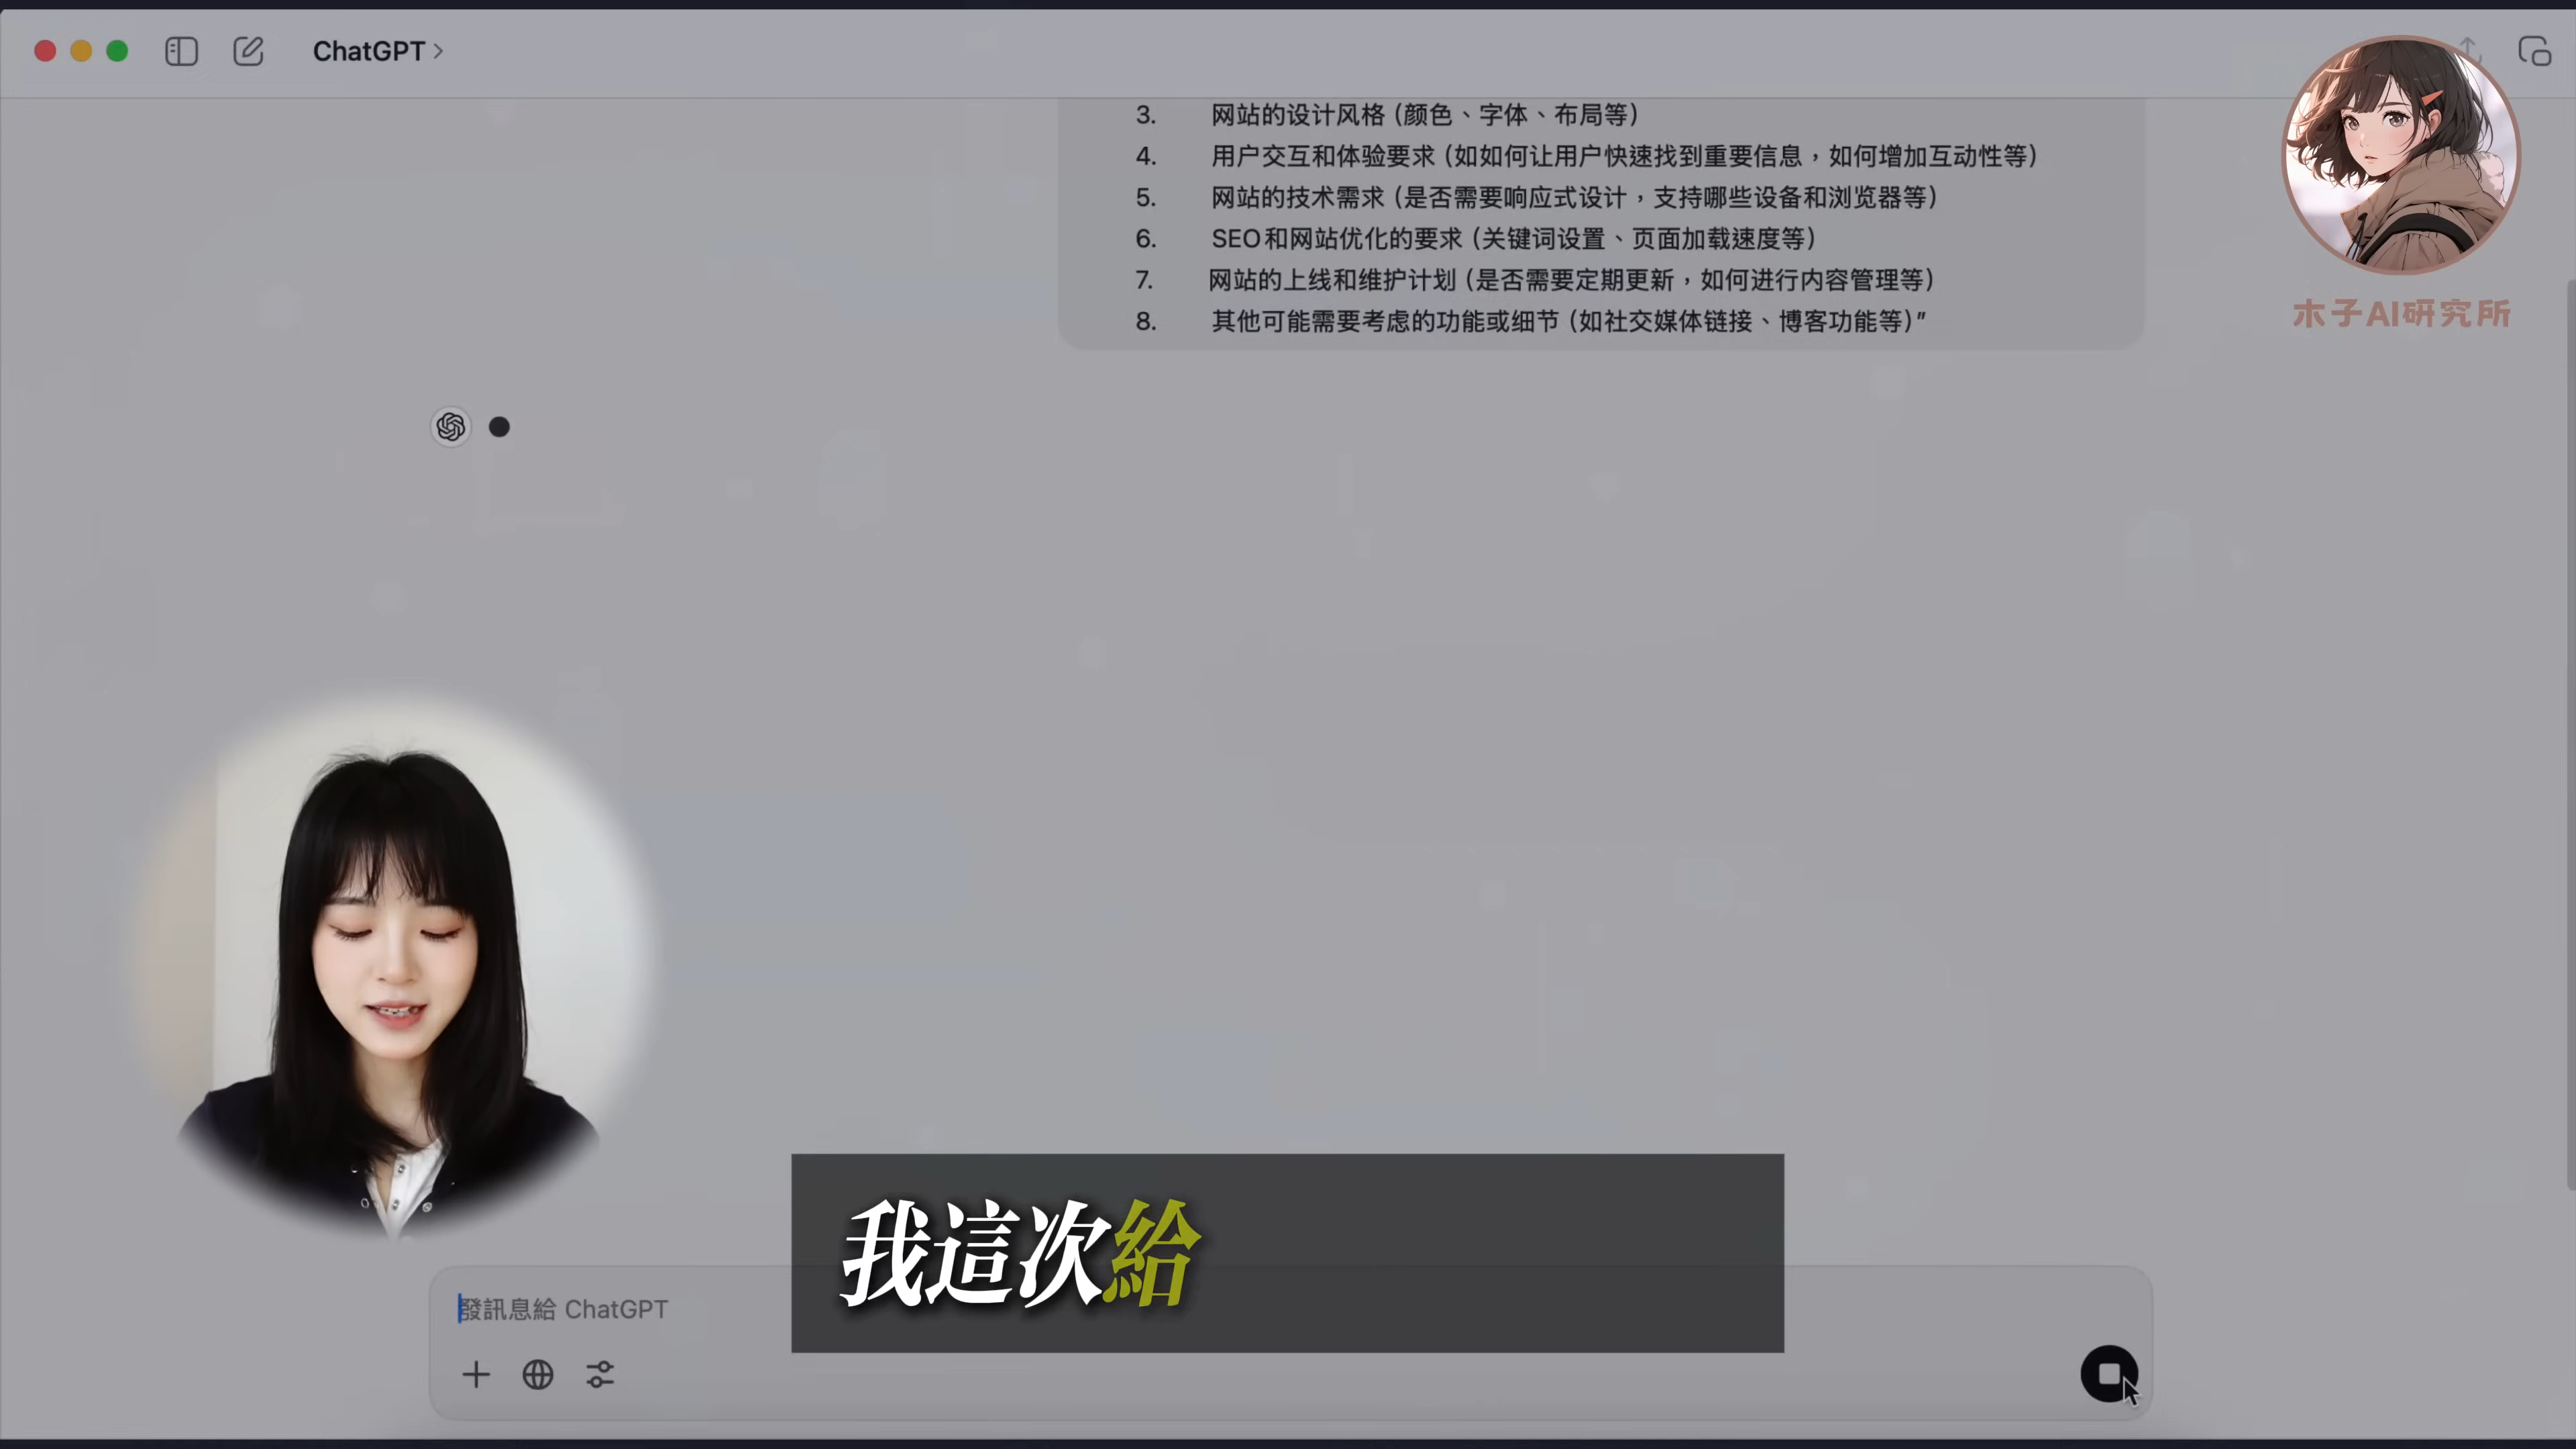 ChatGPT
3. 网站的设计风格 (颜色、字体、布局等)
4. 用户交互和体验要求 (如如何让用户快速找到重要信息，如何增加互动性等)
5. 网站的技术需求 (是否需要响应式设计，支持哪些设备和浏览器等)
6. SEO和网站优化的要求 (关键词设置、页面加载速度等)
7. 网站的上线和维护计划 (是否需要定期更新，如何进行内容管理等)
8. 其他可能需要考虑的功能或细节 (如社交媒体链接、博客功能等)”
木子AI研究所
我這次給
發訊息給 ChatGPT